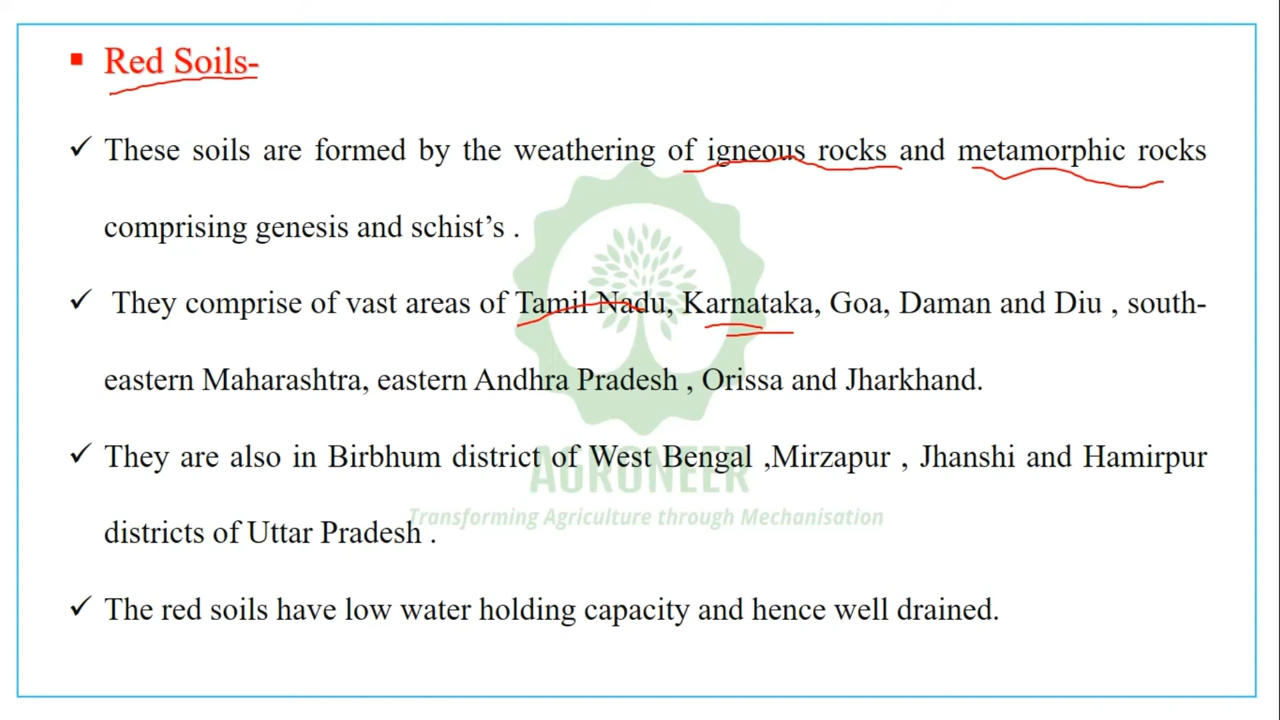 Red Soils-
These soils are formed by the weathering of igneous rocks and metamorphic rocks
comprising genesis and schist’s .
They comprise of vast areas of Tamil Nadu, Karnataka, Goa, Daman and Diu , south-
eastern Maharashtra, eastern Andhra Pradesh , Orissa and Jharkhand.
They are also in Birbhum district of West Bengal ,Mirzapur , Jhanshi and Hamirpur
AGRONEER
Transforming Agriculture through Mechanisation
districts of Uttar Pradesh .
The red soils have low water holding capacity and hence well drained.